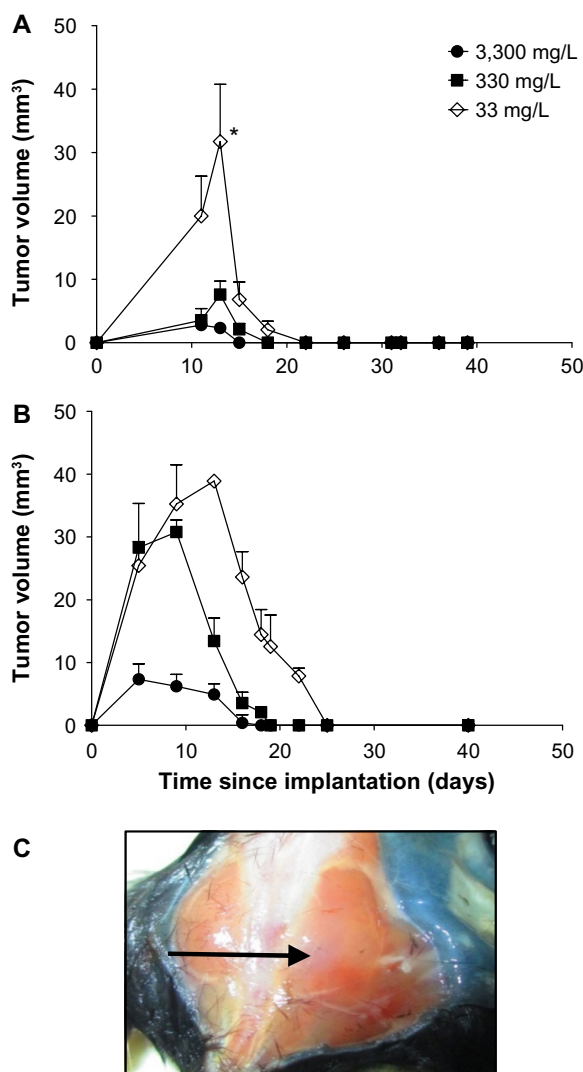 A
Tumor volume (mm³)
50
40
30
20
10
0
*
3,300 mg/L
330 mg/L
33 mg/L
0 10 20 30 40 50
B
Tumor volume (mm³)
50
40
30
20
10
0
0 10 20 30 40 50
Time since implantation (days)
C